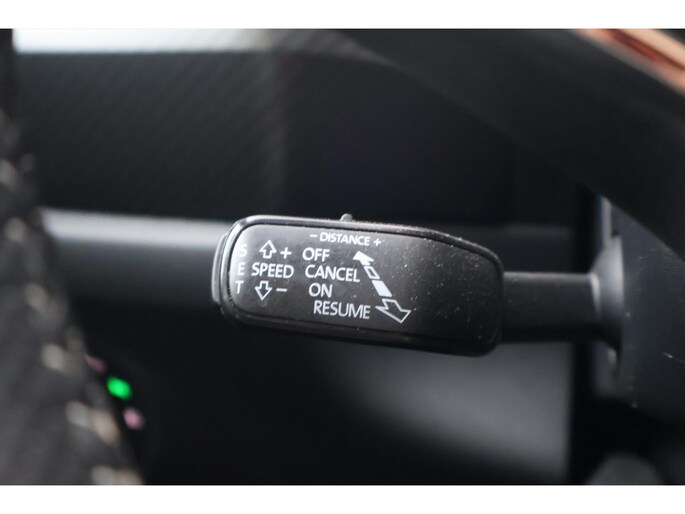 - DISTANCE +
S ⇧ + OFF
E SPEED CANCEL
T ⇩ - ON
RESUME